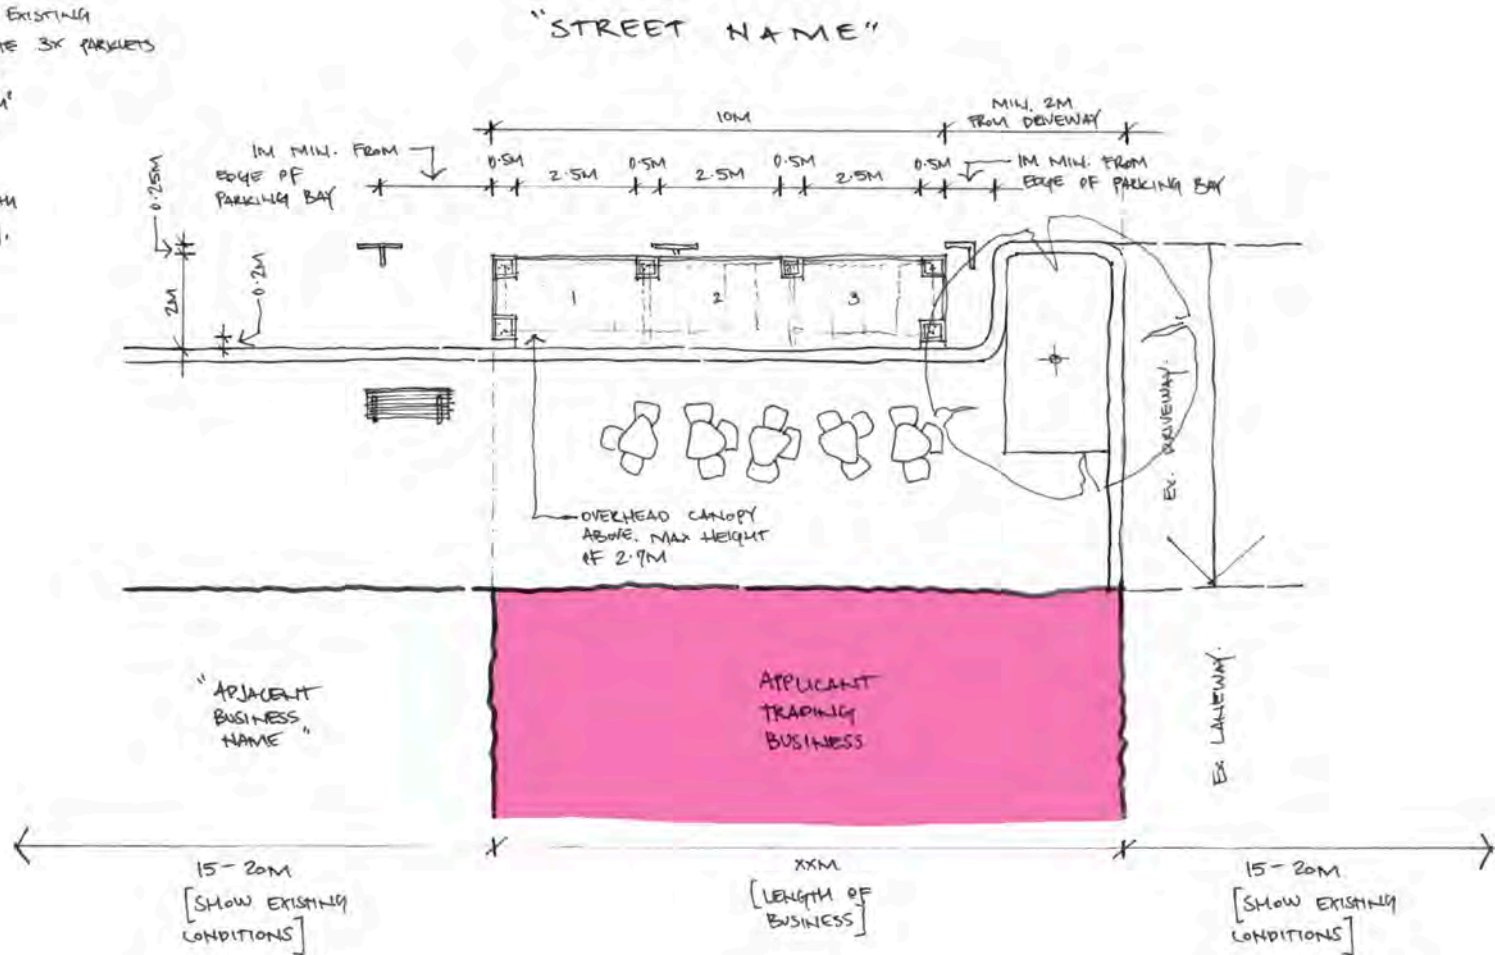 EXISTING
3X PARKLETS
"STREET NAME"
10M
MIN. 2M
FROM DRIVEWAY
1M MIN. FROM
EDGE OF
PARKING BAY
0.5M
2.5M
0.5M
2.5M
0.5M
2.5M
0.5M
1M MIN. FROM
EDGE OF PARKING BAY
0.25M
2M
0.2M
1
2
3
EX. DRIVEWAY.
OVERHEAD CANOPY
ABOVE. MAX HEIGHT
OF 2.7M
"ADJACENT
BUSINESS
NAME"
APPLICANT
TRADING
BUSINESS
EX LANEWAY.
15-20M
[SHOW EXISTING
CONDITIONS]
XXM
[LENGTH OF
BUSINESS]
15-20M
[SHOW EXISTING
CONDITIONS]